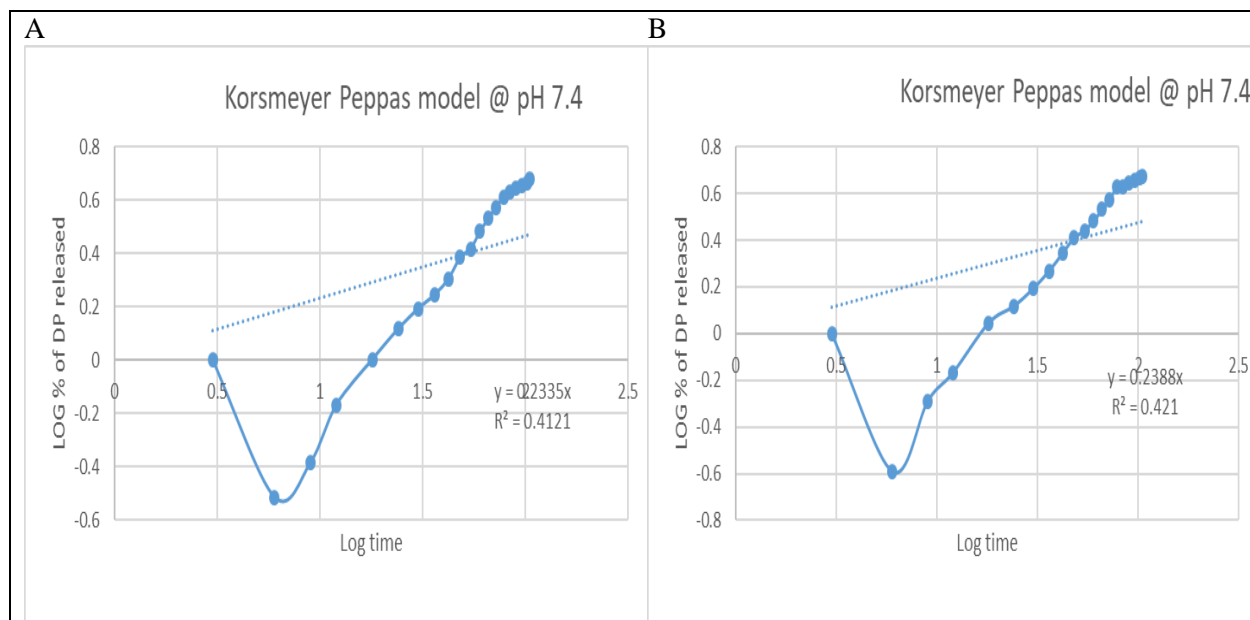 A
B
Korsmeyer Peppas model @ pH 7.4
0.8
0.6
0.4
0.2
0
-0.2
-0.4
-0.6
0
0.5
1
1.5
2
2.5
LOG % of DP released
Log time
y = 0.2335x
R² = 0.4121
Korsmeyer Peppas model @ pH 7.4
0.8
0.6
0.4
0.2
0
-0.2
-0.4
-0.6
-0.8
0
0.5
1
1.5
2
2.5
LOG % of DP released
Log time
y = 0.2388x
R² = 0.421